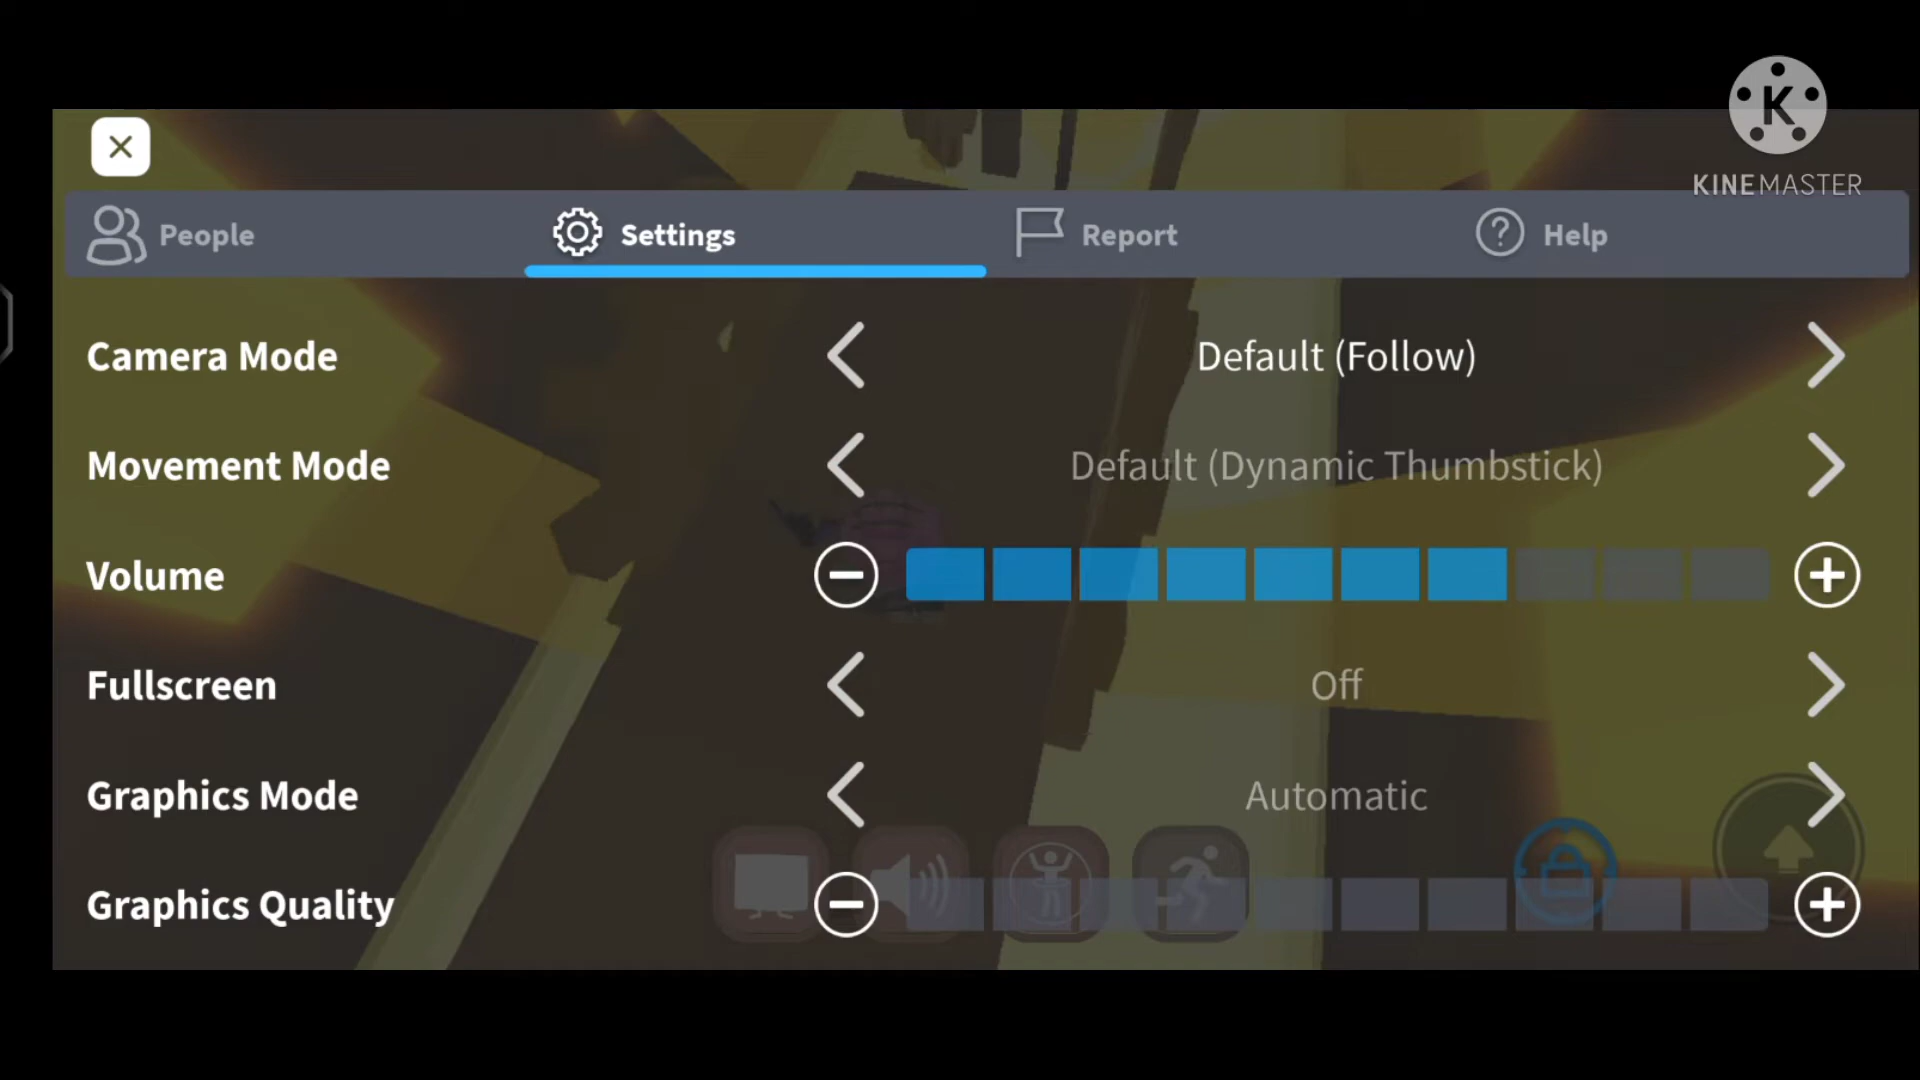 K
KINEMASTER
People
Settings
Report
Help
Camera Mode
Default (Follow)
Movement Mode
Default (Dynamic Thumbstick)
Volume
Fullscreen
Off
Graphics Mode
Automatic
Graphics Quality